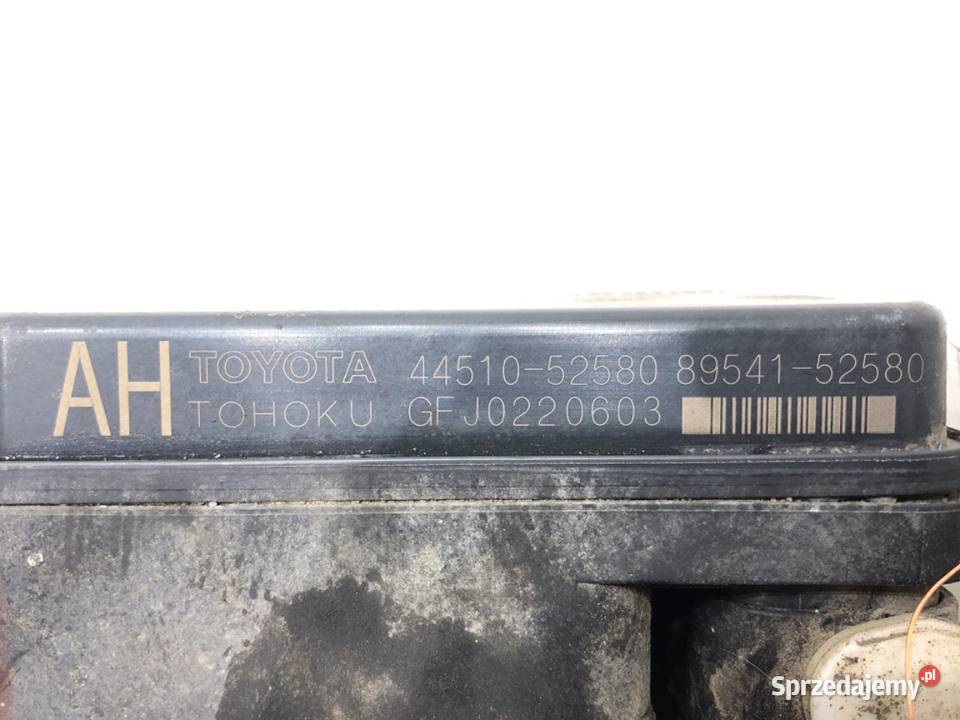 AH TOYOTA 44510-52580 89541-52580
TOHOKU GFJ0220603
Sprzedajemy.pl